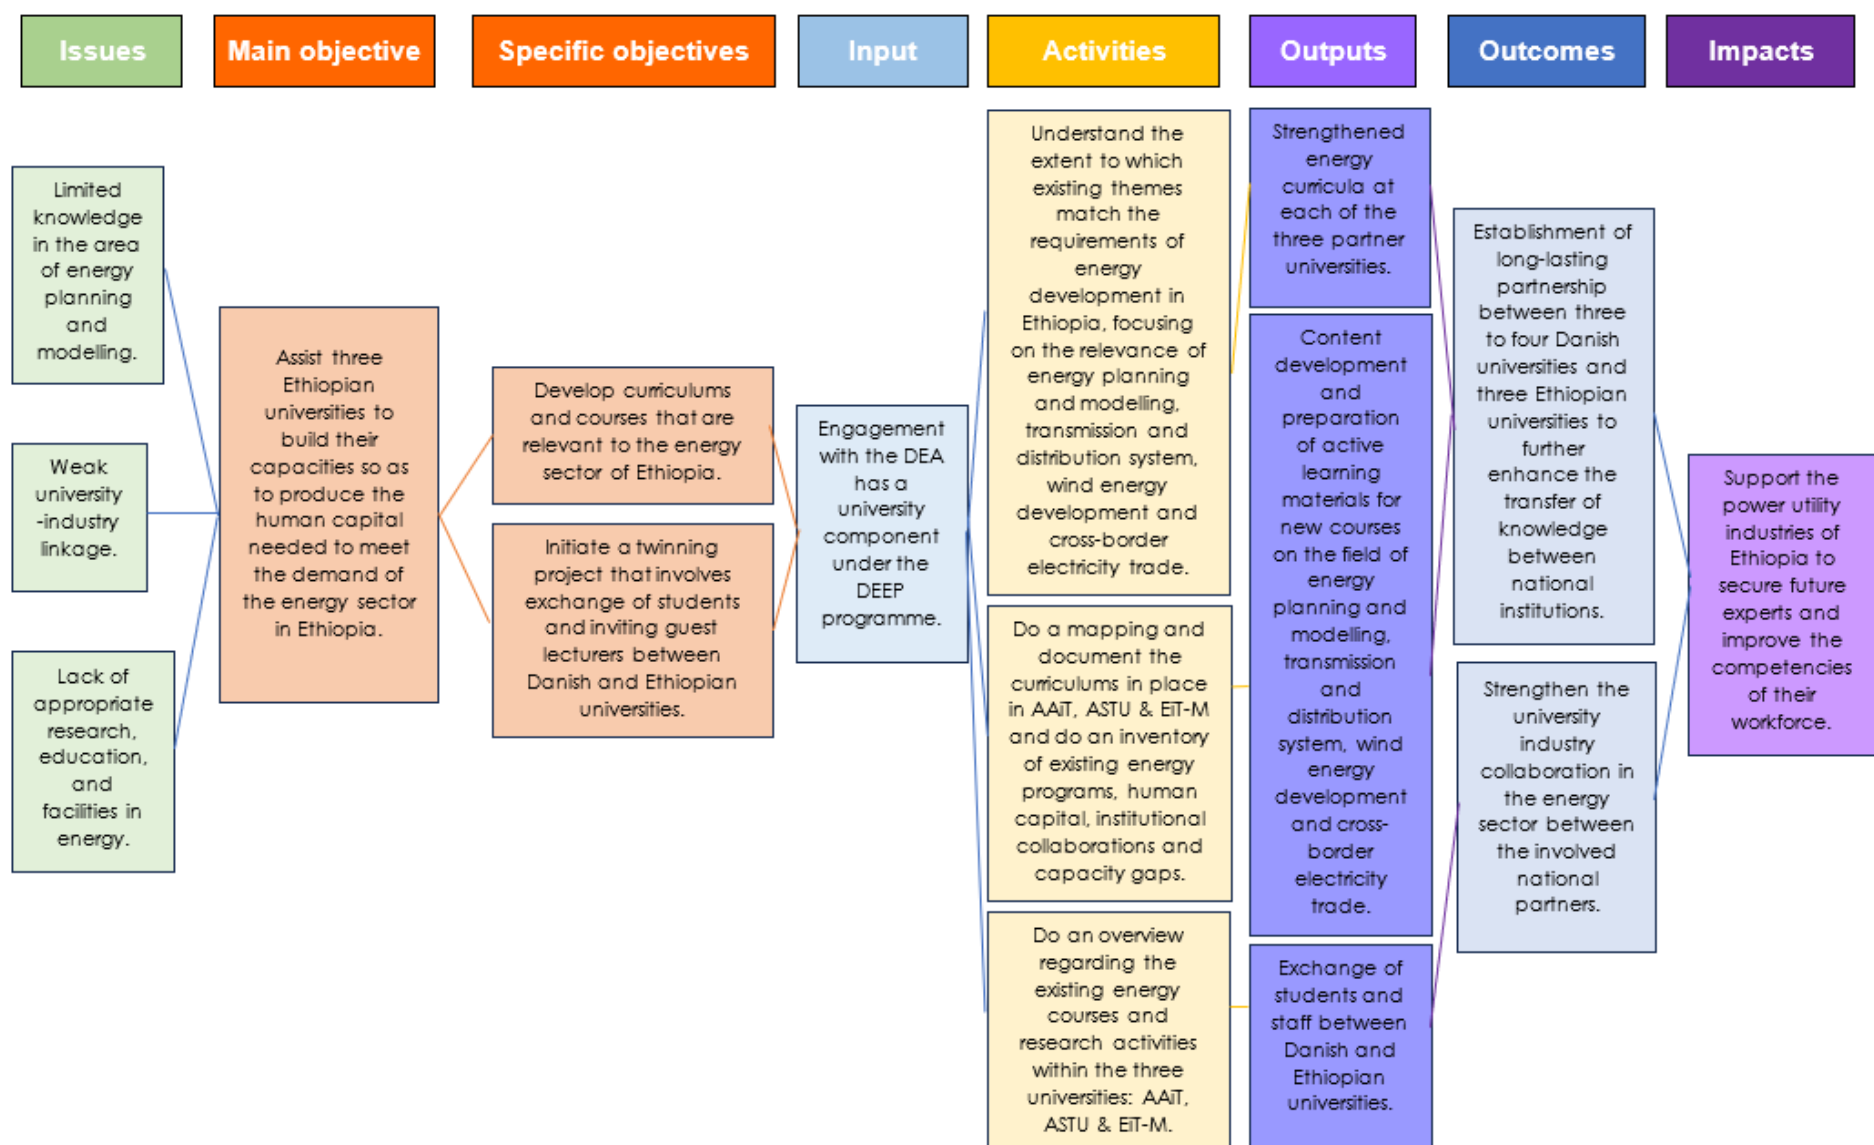 Issues
Main objective
Specific objectives
Input
Activities
Outputs
Outcomes
Impacts
Limited
knowledge
in the area
of energy
planning
and
modelling.
Weak
university
-industry
linkage.
Lack of
appropriate
research,
education,
and
facilities in
energy.
Assist three
Ethiopian
universities to
build their
capacities so as
to produce the
human capital
needed to meet
the demand of
the energy sector
in Ethiopia.
Develop curriculums
and courses that are
relevant to the energy
sector of Ethiopia.
Initiate a twinning
project that involves
exchange of students
and inviting guest
lecturers between
Danish and Ethiopian
universities.
Engagement
with the DEA
has a
university
component
under the
DEEP
programme.
Understand the
extent to which
existing themes
match the
requirements of
energy
development in
Ethiopia, focusing
on the relevance of
energy planning
and modelling,
transmission and
distribution system,
wind energy
development and
cross-border
electricity trade.
Do a mapping and
document the
curriculums in place
in AAiT, ASTU & EiT-M
and do an inventory
of existing energy
programs, human
capital, institutional
collaborations and
capacity gaps.
Do an overview
regarding the
existing energy
courses and
research activities
within the three
universities: AAiT,
ASTU & EiT-M.
Strengthened
energy
curricula at
each of the
three partner
universities.
Content
development
and
preparation
of active
learning
materials for
new courses
on the field of
energy
planning and
modelling,
transmission
and
distribution
system, wind
energy
development
and cross-
border
electricity
trade.
Exchange of
students and
staff between
Danish and
Ethiopian
universities.
Establishment of
long-lasting
partnership
between three
to four Danish
universities and
three Ethiopian
universities to
further
enhance the
transfer of
knowledge
between
national
institutions.
Strengthen the
university
industry
collaboration in
the energy
sector between
the involved
national
partners.
Support the
power utility
industries of
Ethiopia to
secure future
experts and
improve the
competencies
of their
workforce.